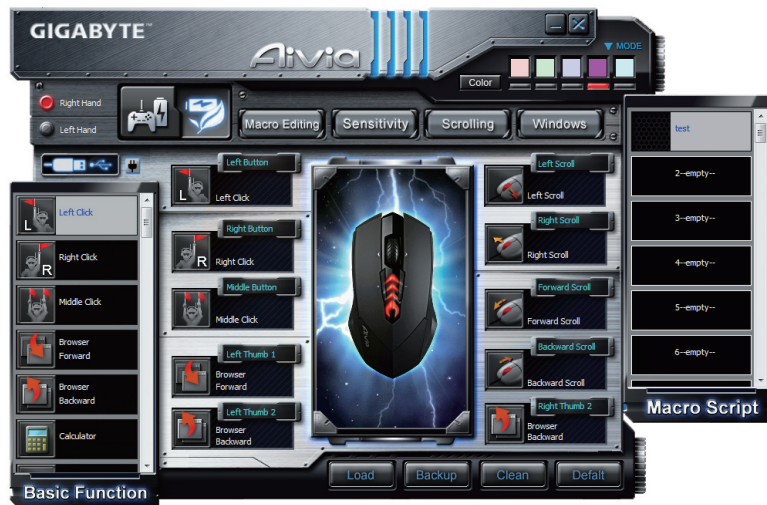 GIGABYTE™
Aivia
MODE
Color
Right Hand
Left Hand
Macro Editing
Sensitivity
Scrolling
Windows
Left Click
Right Click
Middle Click
Browser
Forward
Browser
Backward
Calculator
Basic Function
L
R
Left Button
L
Left Click
Right Button
R
Right Click
Middle Button
Middle Click
Left Thumb 1
Browser
Forward
Left Thumb 2
Browser
Backward
Aivia
Left Scroll
Left Scroll
Right Scroll
Right Scroll
Forward Scroll
Forward Scroll
Backward Scroll
Backward Scroll
Right Thumb 2
Browser
Backward
test
2--empty--
3--empty--
4--empty--
5--empty--
6--empty--
Macro Script
Load
Backup
Clean
Defalt